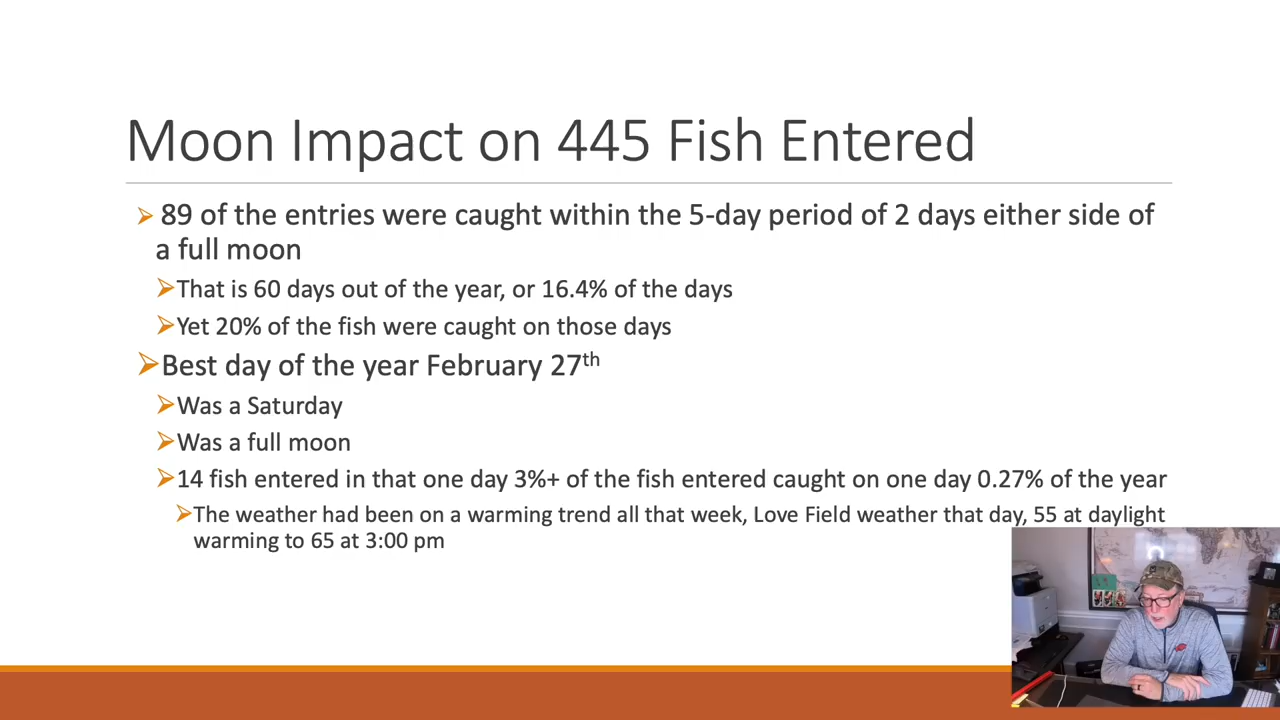 Moon Impact on 445 Fish Entered
➢ 89 of the entries were caught within the 5-day period of 2 days either side of
a full moon
➢That is 60 days out of the year, or 16.4% of the days
➢Yet 20% of the fish were caught on those days
➢Best day of the year February 27th
➢Was a Saturday
➢Was a full moon
➢14 fish entered in that one day 3%+ of the fish entered caught on one day 0.27% of the year
➢The weather had been on a warming trend all that week, Love Field weather that day, 55 at daylight
warming to 65 at 3:00 pm